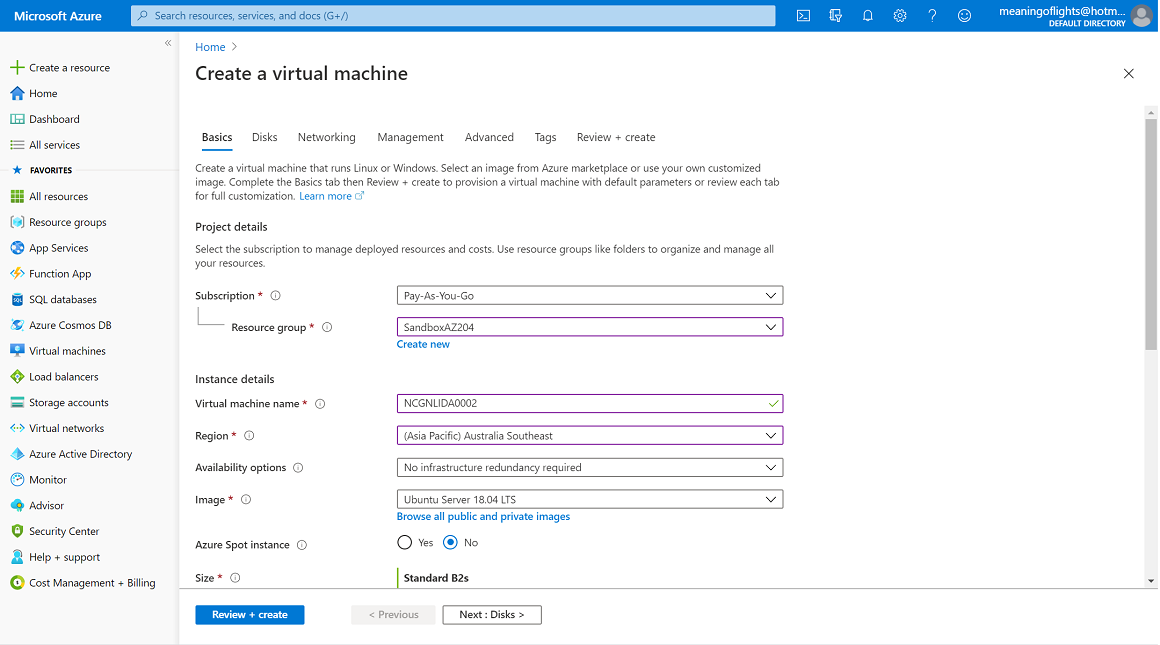 Microsoft Azure
Search resources, services, and docs (G+/)
meaningoflights@hotm...
DEFAULT DIRECTORY
«
Create a resource
Home
Dashboard
All services
FAVORITES
All resources
Resource groups
App Services
Function App
SQL databases
Azure Cosmos DB
Virtual machines
Load balancers
Storage accounts
Virtual networks
Azure Active Directory
Monitor
Advisor
Security Center
Help + support
Cost Management + Billing
Home >
Create a virtual machine
Basics Disks Networking Management Advanced Tags Review + create
Create a virtual machine that runs Linux or Windows. Select an image from Azure marketplace or use your own customized
image. Complete the Basics tab then Review + create to provision a virtual machine with default parameters or review each tab
for full customization. Learn more
Project details
Select the subscription to manage deployed resources and costs. Use resource groups like folders to organize and manage all
your resources.
Subscription * Pay-As-You-Go
Resource group * SandboxAZ204
Create new
Instance details
Virtual machine name * NCGNLIDA0002
Region * (Asia Pacific) Australia Southeast
Availability options No infrastructure redundancy required
Image * Ubuntu Server 18.04 LTS
Browse all public and private images
Azure Spot instance Yes No
Size * Standard B2s
Review + create < Previous Next : Disks >